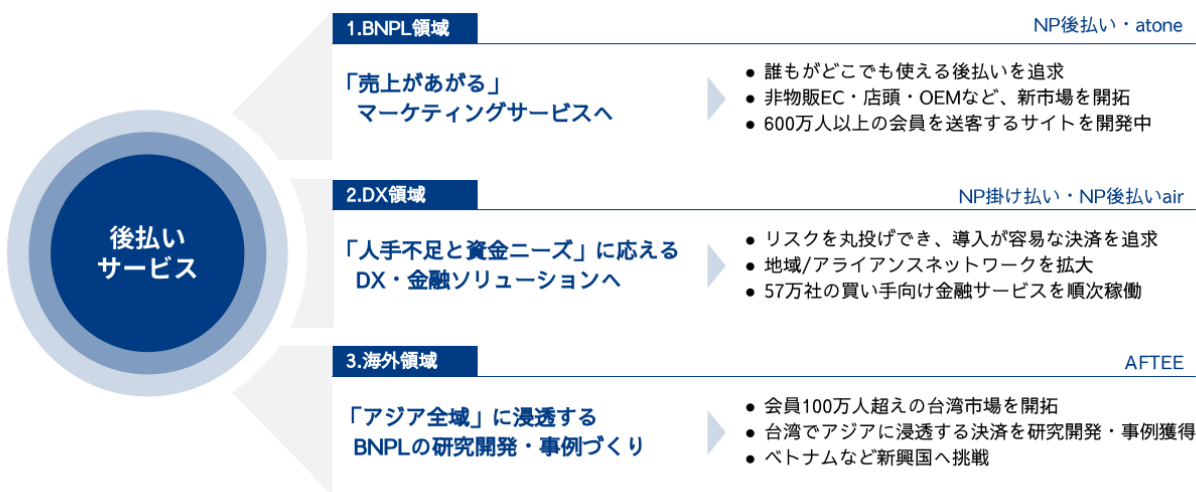 後払い
サービス
1.BNPL領域
NP後払い・atone
「売上があがる」
マーケティングサービスへ
● 誰もがどこでも使える後払いを追求
● 非物販EC・店頭・OEMなど、新市場を開拓
● 600万人以上の会員を送客するサイトを開発中
2.DX領域
NP掛け払い・NP後払いair
「人手不足と資金ニーズ」に応える
DX・金融ソリューションへ
● リスクを丸投げでき、導入が容易な決済を追求
● 地域/アライアンスネットワークを拡大
● 57万社の買い手向け金融サービスを順次稼働
3.海外領域
AFTEE
「アジア全域」に浸透する
BNPLの研究開発・事例づくり
● 会員100万人超えの台湾市場を開拓
● 台湾でアジアに浸透する決済を研究開発・事例獲得
● ベトナムなど新興国へ挑戦